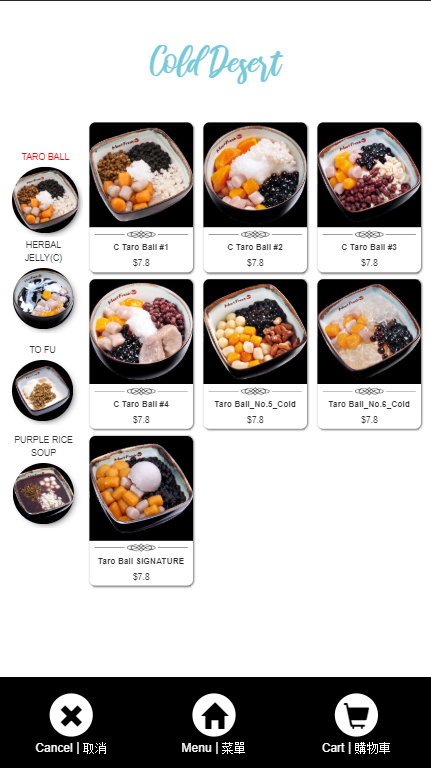 Cold Desert
TARO BALL
HERBAL
JELLY(C)
TO FU
PURPLE RICE
SOUP
C Taro Ball #1
$7.8
C Taro Ball #2
$7.8
C Taro Ball #3
$7.8
C Taro Ball #4
$7.8
Taro Ball_No.5_Cold
$7.8
Taro Ball_No.6_Cold
$7.8
Taro Ball SIGNATURE
$7.8
Cancel | 取消
Menu | 菜單
Cart | 購物車